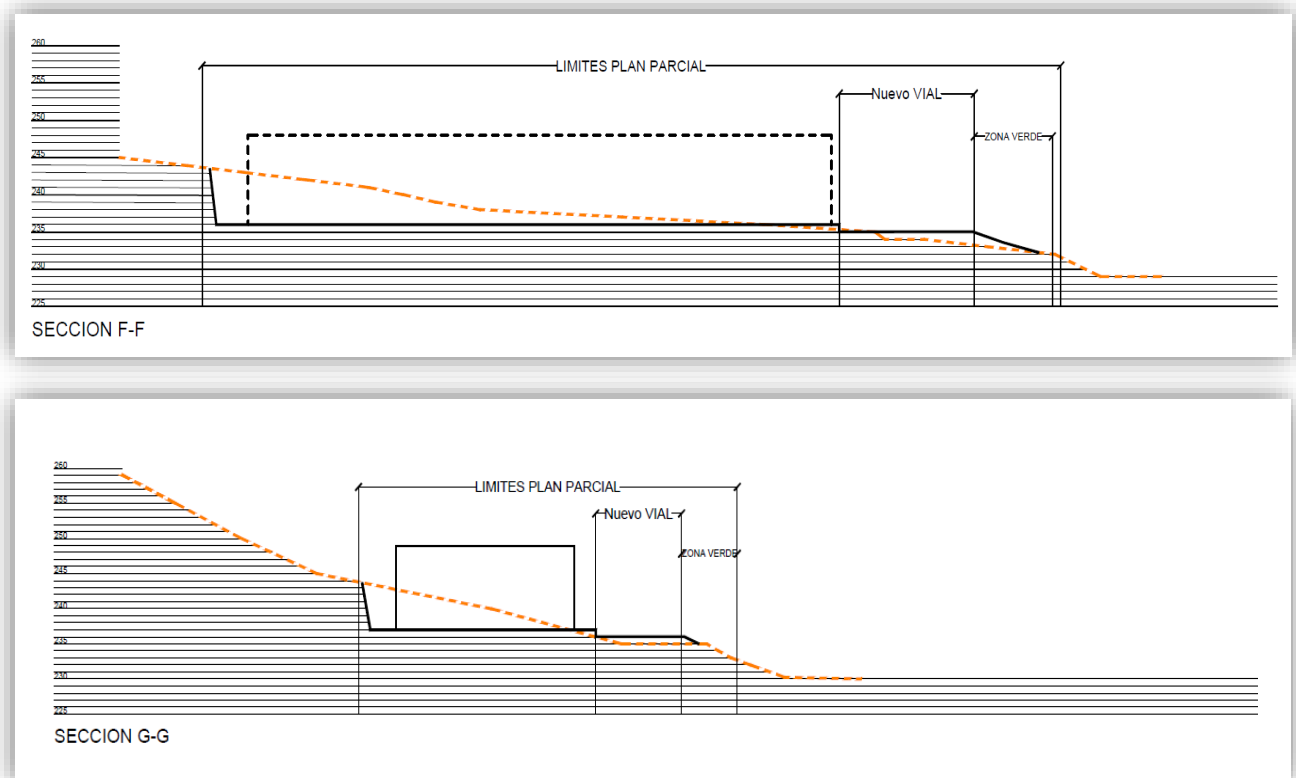 260
LIMITES PLAN PARCIAL
255
Nuevo VIAL
250
ZONA VERDE
245
240
235
230
225
SECCION F-F
260
LIMITES PLAN PARCIAL
255
Nuevo VIAL
250
ZONA VERDE
245
240
235
230
225
SECCION G-G